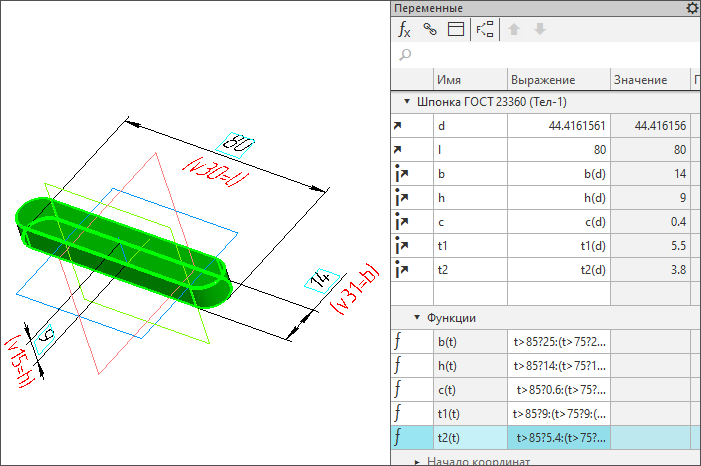 Переменные
Имя Выражение Значение П
Шпонка ГОСТ 23360 (Тел-1)
d 44.4161561 44.416156
l 80 80
b b(d) 14
h h(d) 9
c c(d) 0.4
t1 t1(d) 5.5
t2 t2(d) 3.8
Функции
b(t) t>85?25:(t>75?2...
h(t) t>85?14:(t>75?1...
c(t) t>85?0.6:(t>75?...
t1(t) t>85?9:(t>75?9:(...
t2(t) t>85?5.4:(t>75?...
Начало координат
80
(v30=l)
14
(v31=b)
9
(v15=h)